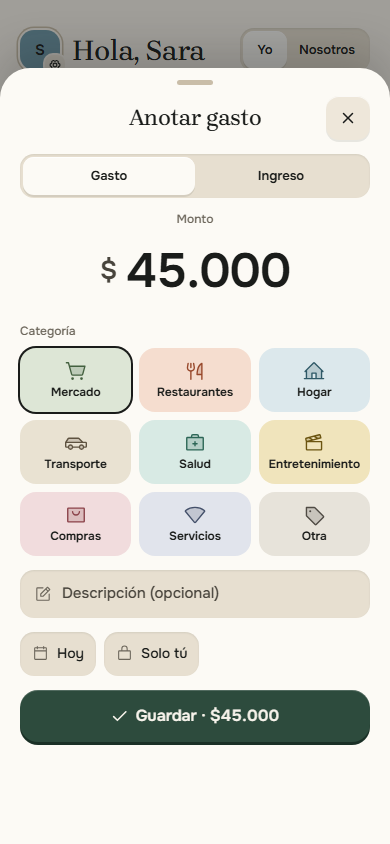 S Hola, Sara Yo Nosotros
Anotar gasto
Gasto Ingreso
Monto
$ 45.000
Categoría
Mercado Restaurantes Hogar
Transporte Salud Entretenimiento
Compras Servicios Otra
Descripción (opcional)
Hoy Solo tú
Guardar · $45.000